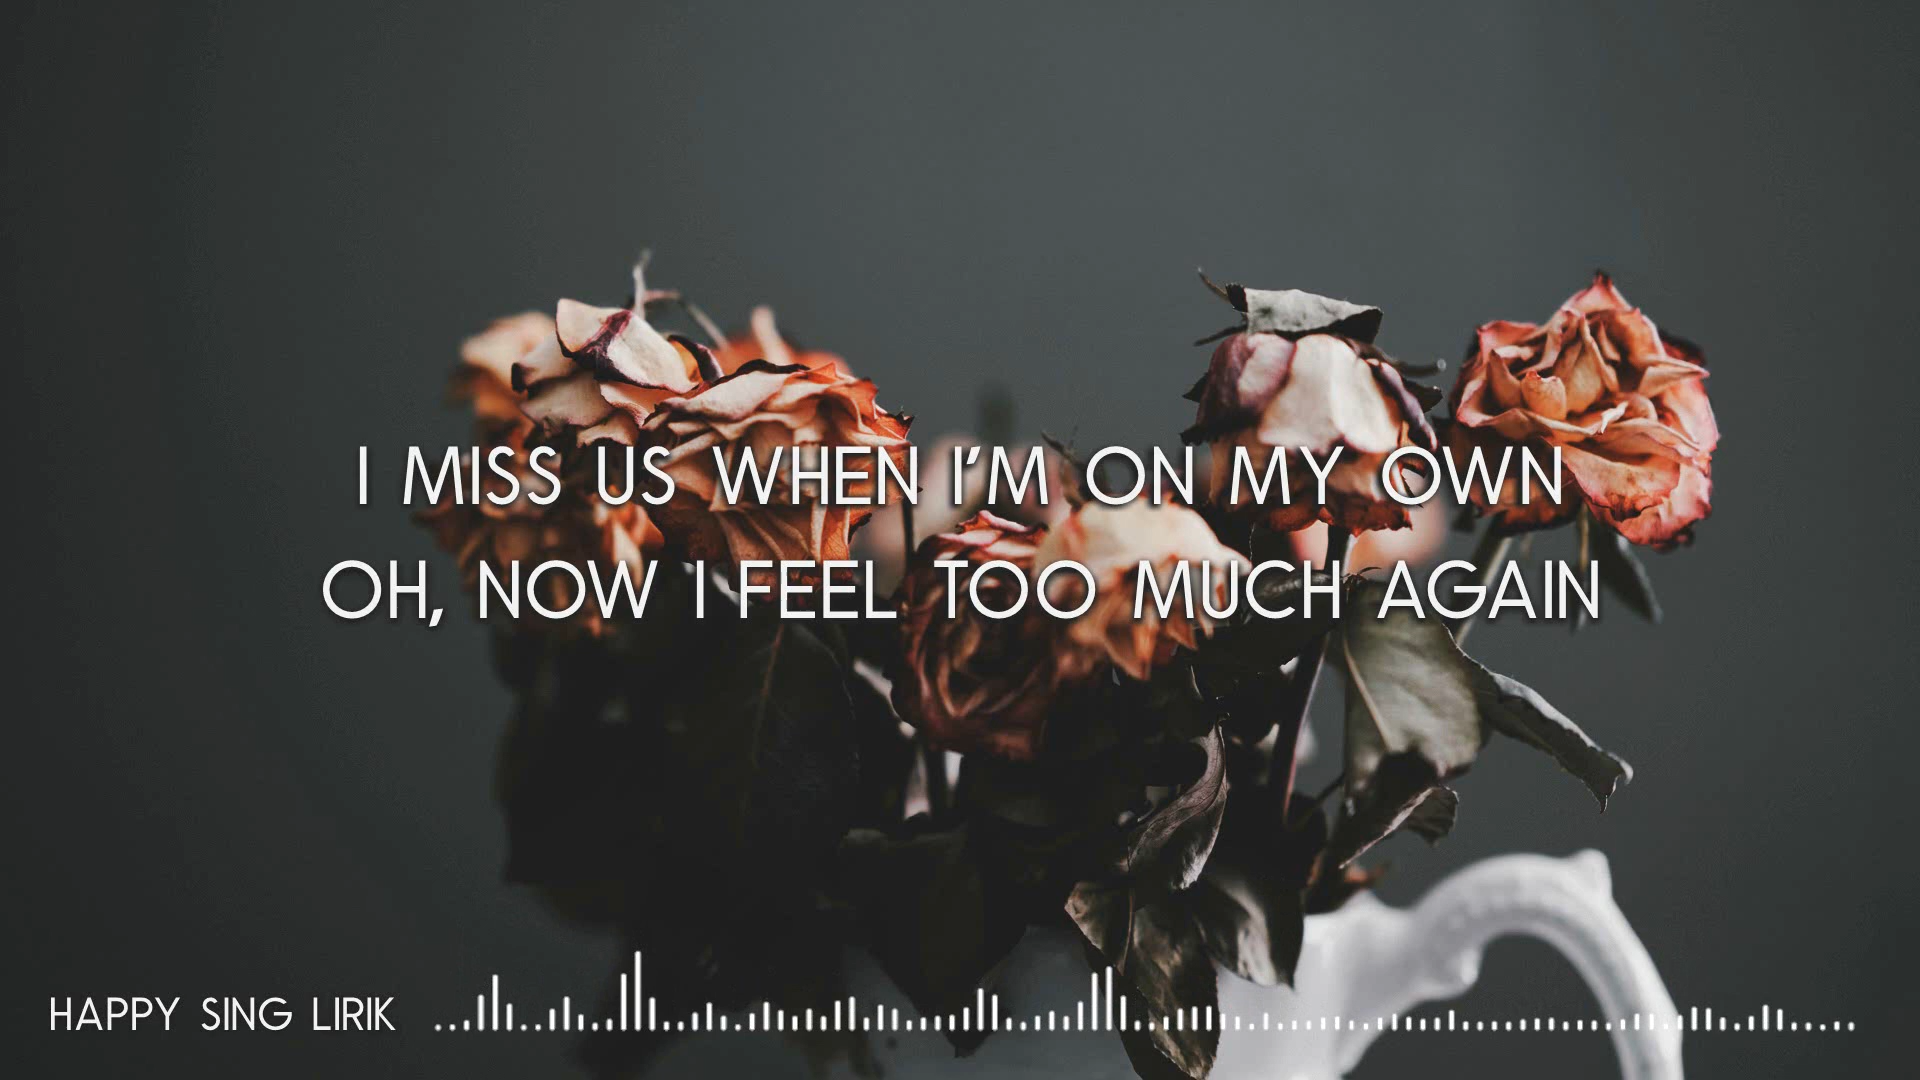 I MISS US WHEN I'M ON MY OWN
OH, NOW I FEEL TOO MUCH AGAIN
HAPPY SING LIRIK